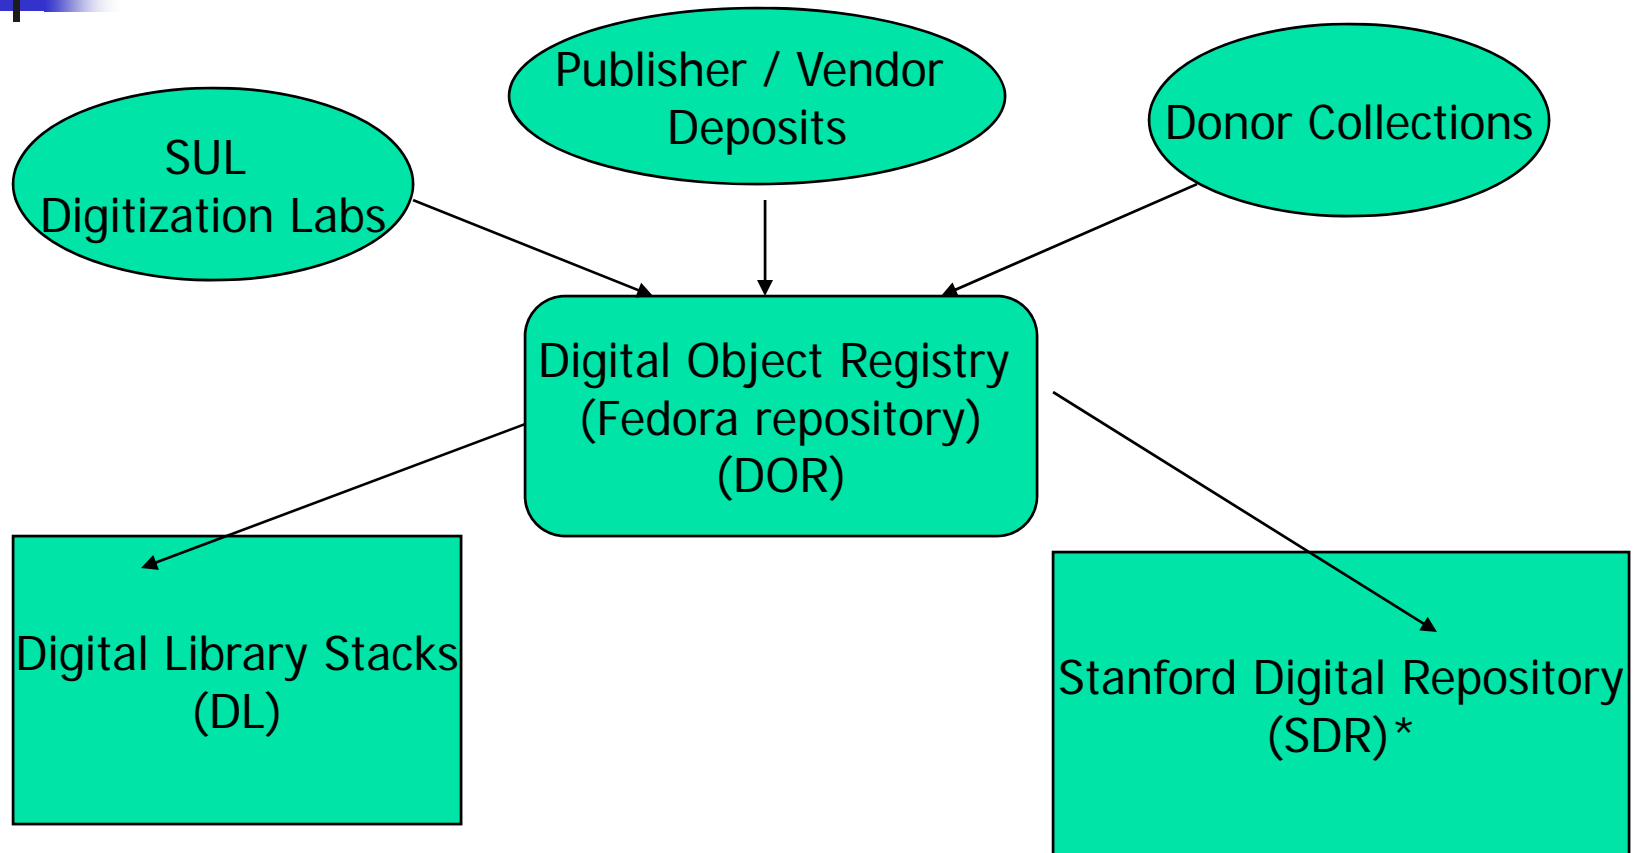 SUL
Digitization Labs
Publisher / Vendor
Deposits
Donor Collections
Digital Object Registry
(Fedora repository)
(DOR)
Digital Library Stacks
(DL)
Stanford Digital Repository
(SDR)*